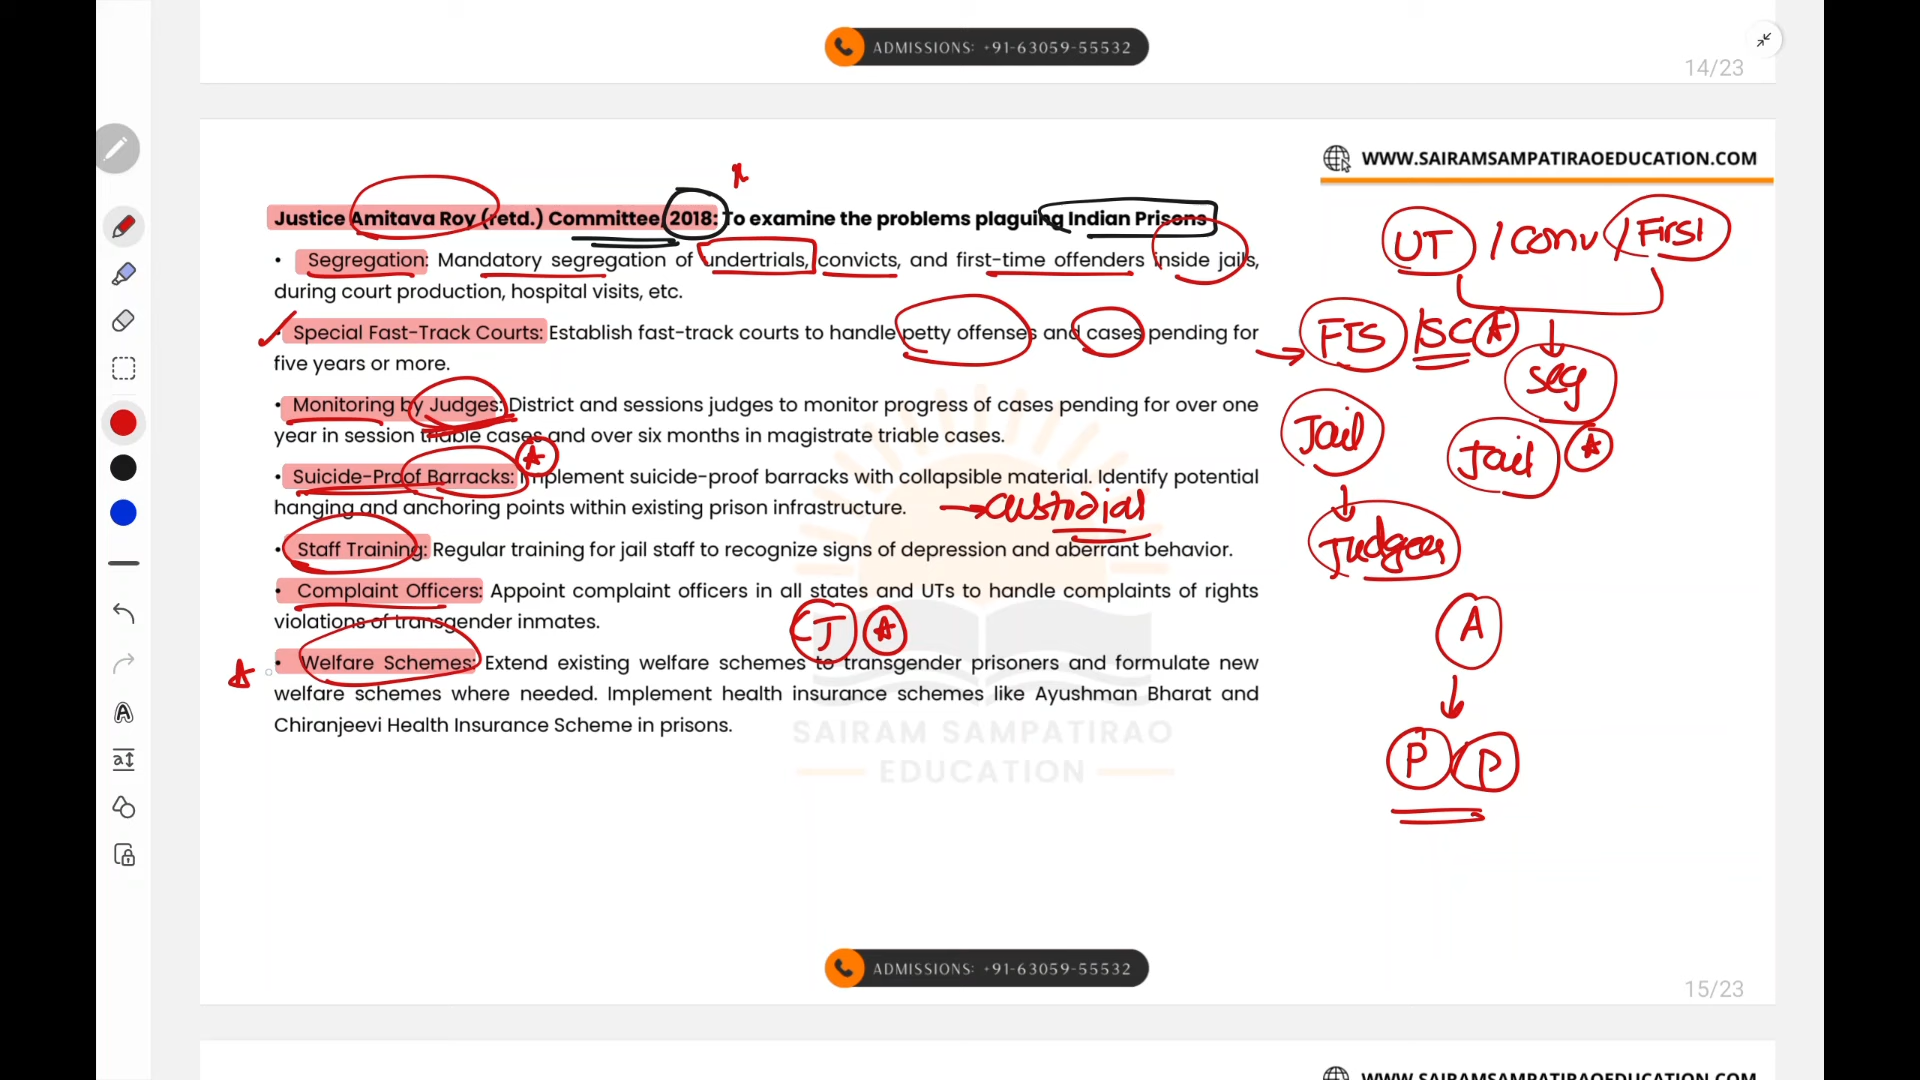 ADMISSIONS: +91-63059-55532
14/23
WWW.SAIRAMSAMPATIRAOEDUCATION.COM
Justice Amitava Roy (retd.) Committee, 2018: To examine the problems plaguing Indian Prisons
• Segregation: Mandatory segregation of undertrials, convicts, and first-time offenders inside jails,
during court production, hospital visits, etc.
• Special Fast-Track Courts: Establish fast-track courts to handle petty offenses and cases pending for
five years or more.
• Monitoring by Judges: District and sessions judges to monitor progress of cases pending for over one
year in session triable cases and over six months in magistrate triable cases.
• Suicide-Proof Barracks: Implement suicide-proof barracks with collapsible material. Identify potential
hanging and anchoring points within existing prison infrastructure.
• Staff Training: Regular training for jail staff to recognize signs of depression and aberrant behavior.
• Complaint Officers: Appoint complaint officers in all states and UTs to handle complaints of rights
violations of transgender inmates.
• Welfare Schemes: Extend existing welfare schemes to transgender prisoners and formulate new
welfare schemes where needed. Implement health insurance schemes like Ayushman Bharat and
Chiranjeevi Health Insurance Scheme in prisons.
SAIRAM SAMPATIRAO
EDUCATION
UT / Conv / First
/SC
Seg
Jail
Jail
Judges
Custodial
CJ
A
P P
ADMISSIONS: +91-63059-55532
15/23
WWW.SAIRAMSAMPATIRAOEDUCATION.COM